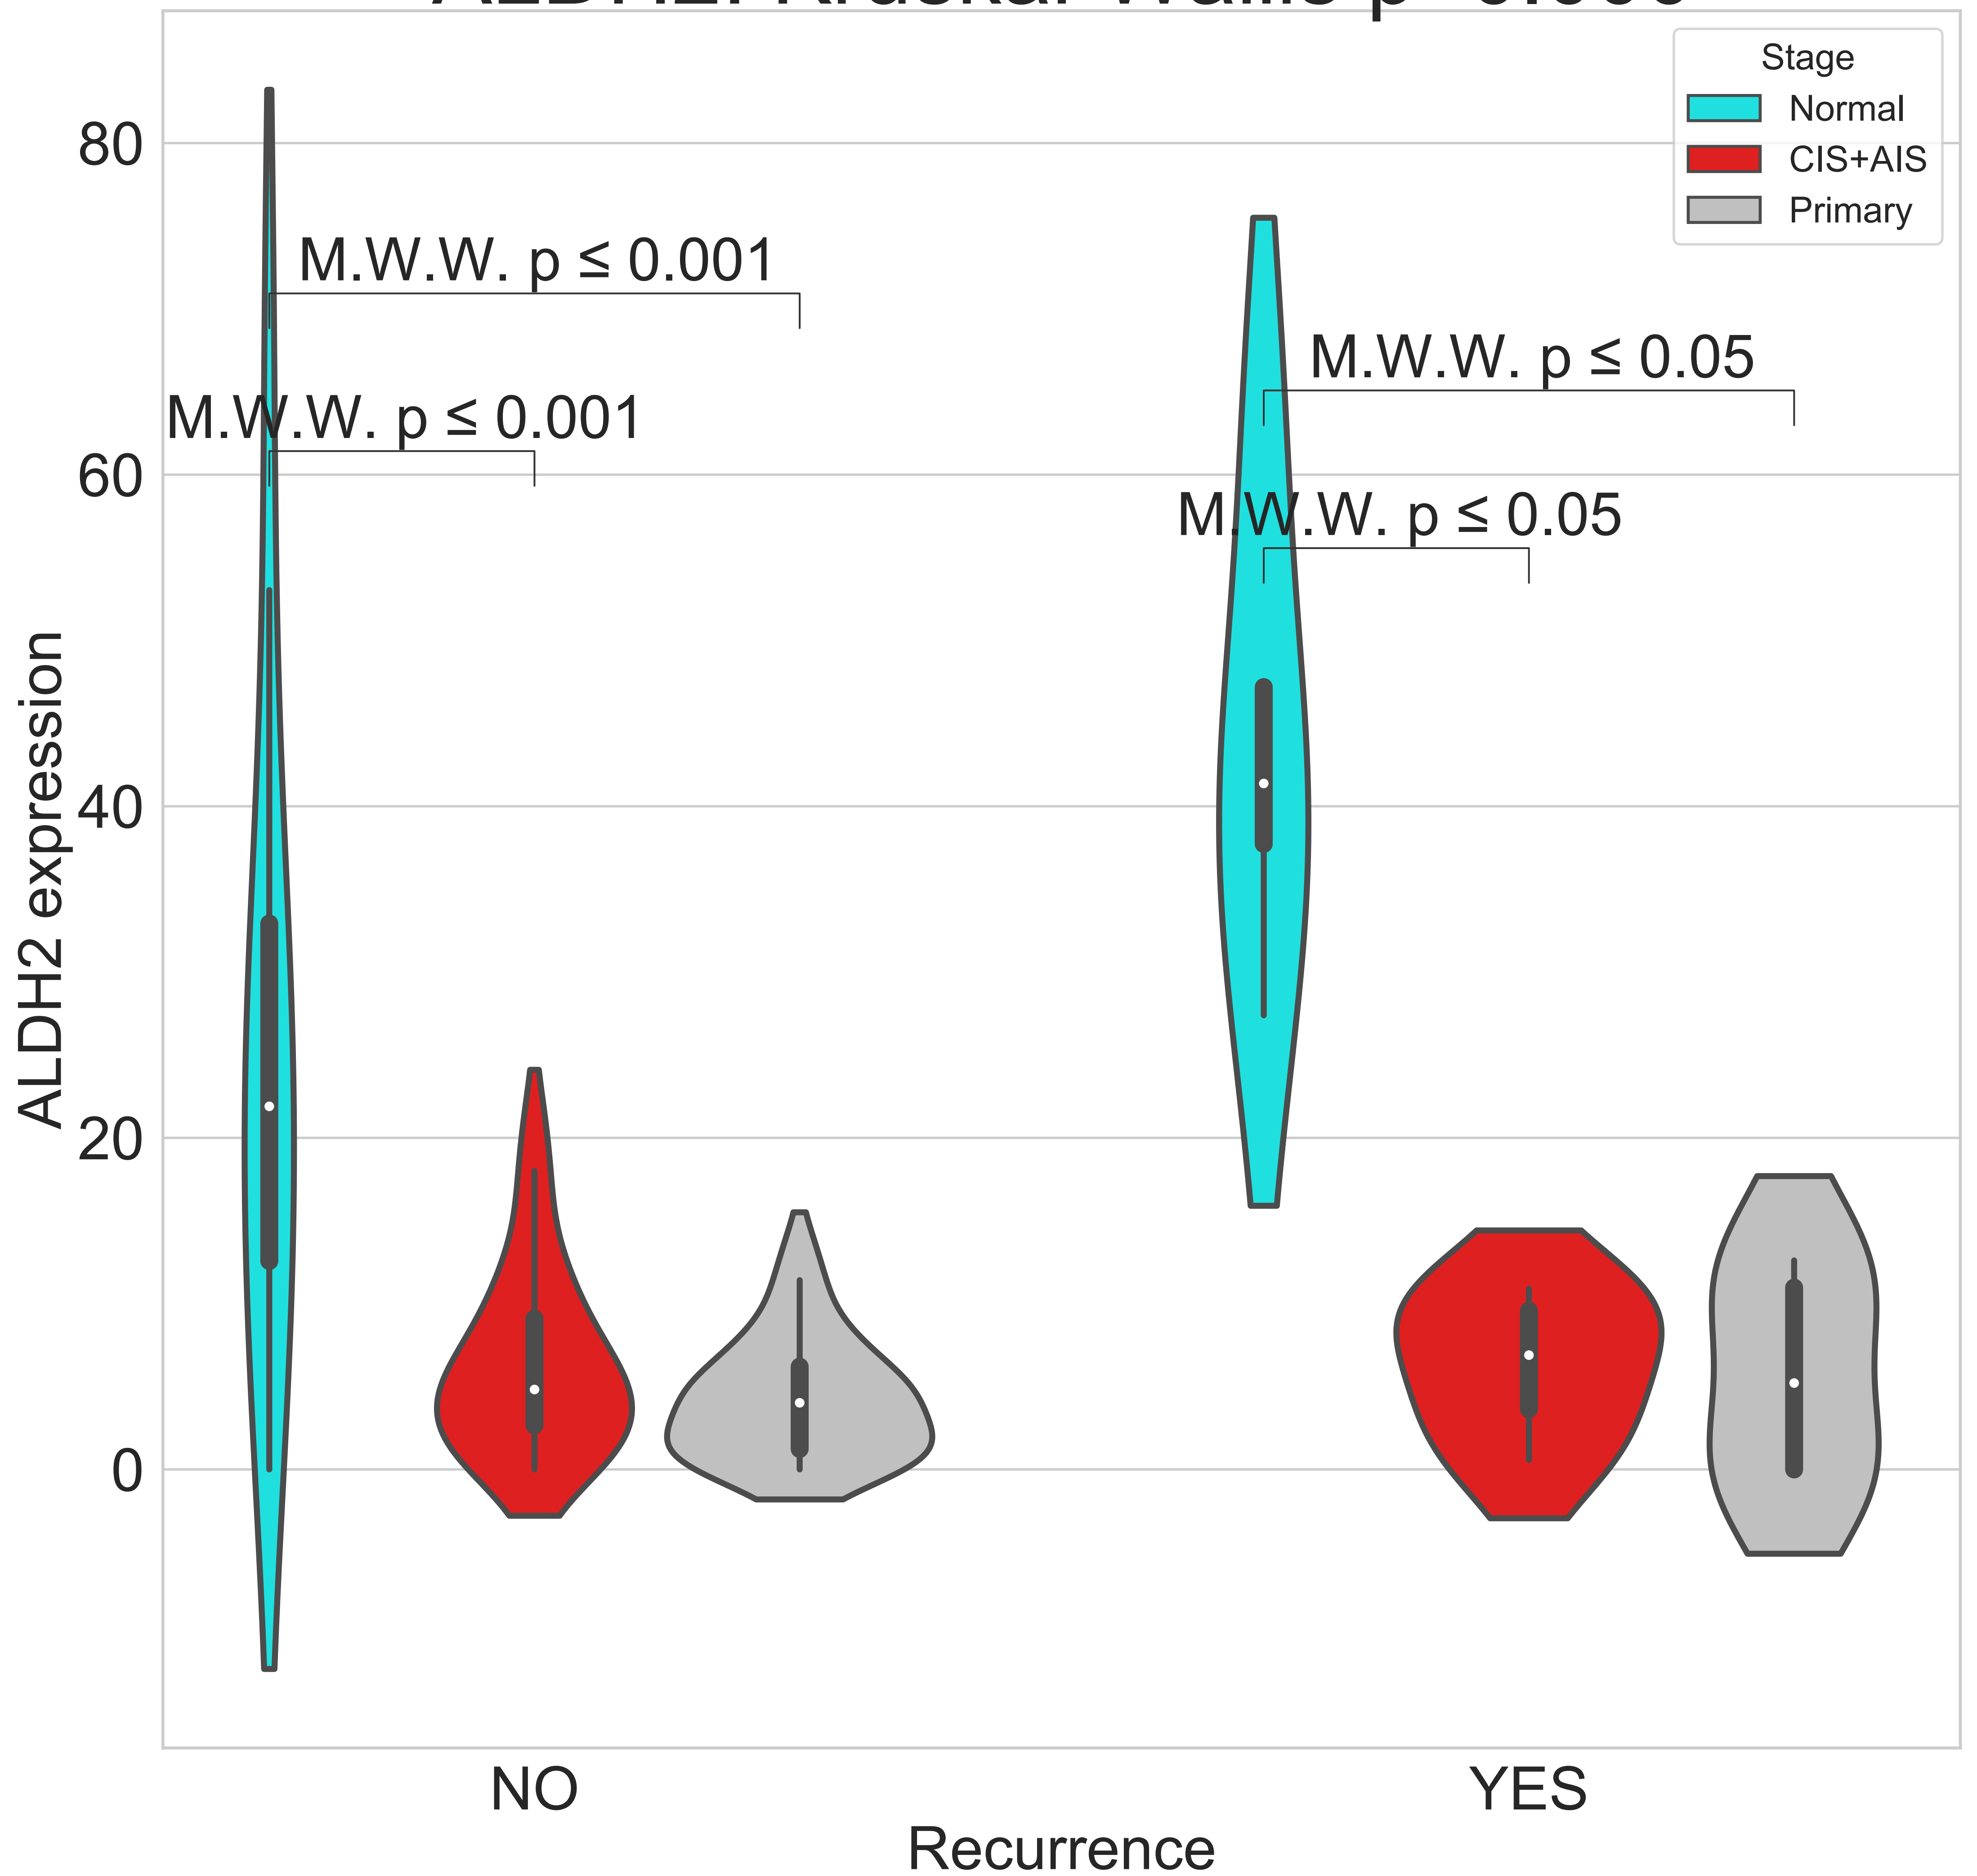 Stage
Normal
CIS+AIS
Primary
80
60
40
20
0
ALDH2 expression
M.W.W. p ≤ 0.001
M.W.W. p ≤ 0.001
M.W.W. p ≤ 0.05
M.W.W. p ≤ 0.05
NO
YES
Recurrence